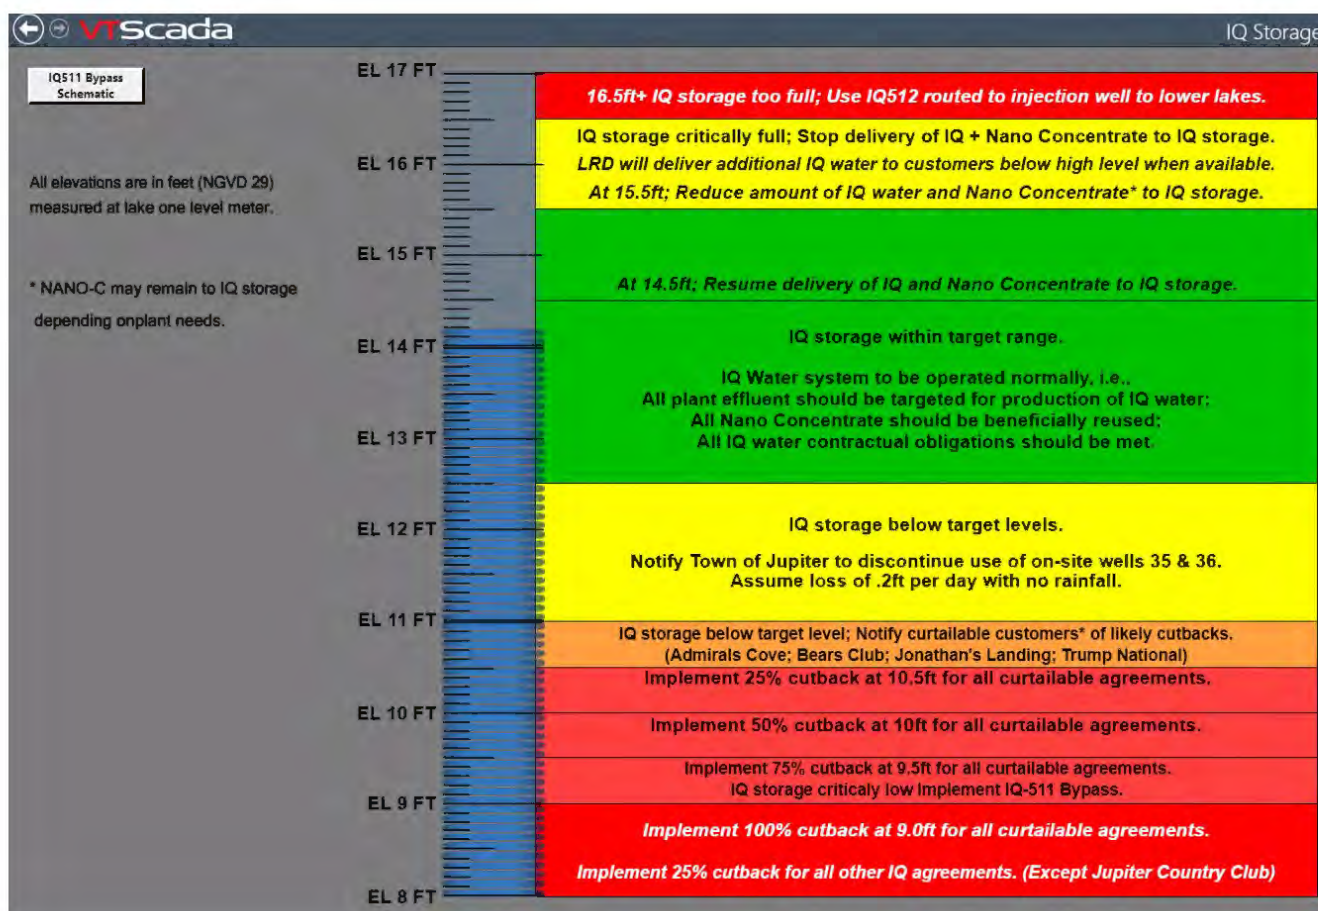 VTScada
IQ Storage
IQ511 Bypass
Schematic
All elevations are in feet (NGVD 29)
measured at lake one level meter.
* NANO-C may remain to IQ storage
depending onplant needs.
EL 17 FT
EL 16 FT
EL 15 FT
EL 14 FT
EL 13 FT
EL 12 FT
EL 11 FT
EL 10 FT
EL 9 FT
EL 8 FT
16.5ft+ IQ storage too full; Use IQ512 routed to injection well to lower lakes.
IQ storage critically full; Stop delivery of IQ + Nano Concentrate to IQ storage.
LRD will deliver additional IQ water to customers below high level when available.
At 15.5ft; Reduce amount of IQ water and Nano Concentrate* to IQ storage.
At 14.5ft; Resume delivery of IQ and Nano Concentrate to IQ storage.
IQ storage within target range.
IQ Water system to be operated normally, i.e.,
All plant effluent should be targeted for production of IQ water;
All Nano Concentrate should be beneficially reused;
All IQ water contractual obligations should be met.
IQ storage below target levels.
Notify Town of Jupiter to discontinue use of on-site wells 35 & 36.
Assume loss of .2ft per day with no rainfall.
IQ storage below target level; Notify curtailable customers* of likely cutbacks.
(Admirals Cove; Bears Club; Jonathan's Landing; Trump National)
Implement 25% cutback at 10.5ft for all curtailable agreements.
Implement 50% cutback at 10ft for all curtailable agreements.
Implement 75% cutback at 9.5ft for all curtailable agreements.
IQ storage criticaly low Implement IQ-511 Bypass.
Implement 100% cutback at 9.0ft for all curtailable agreements.
Implement 25% cutback for all other IQ agreements. (Except Jupiter Country Club)